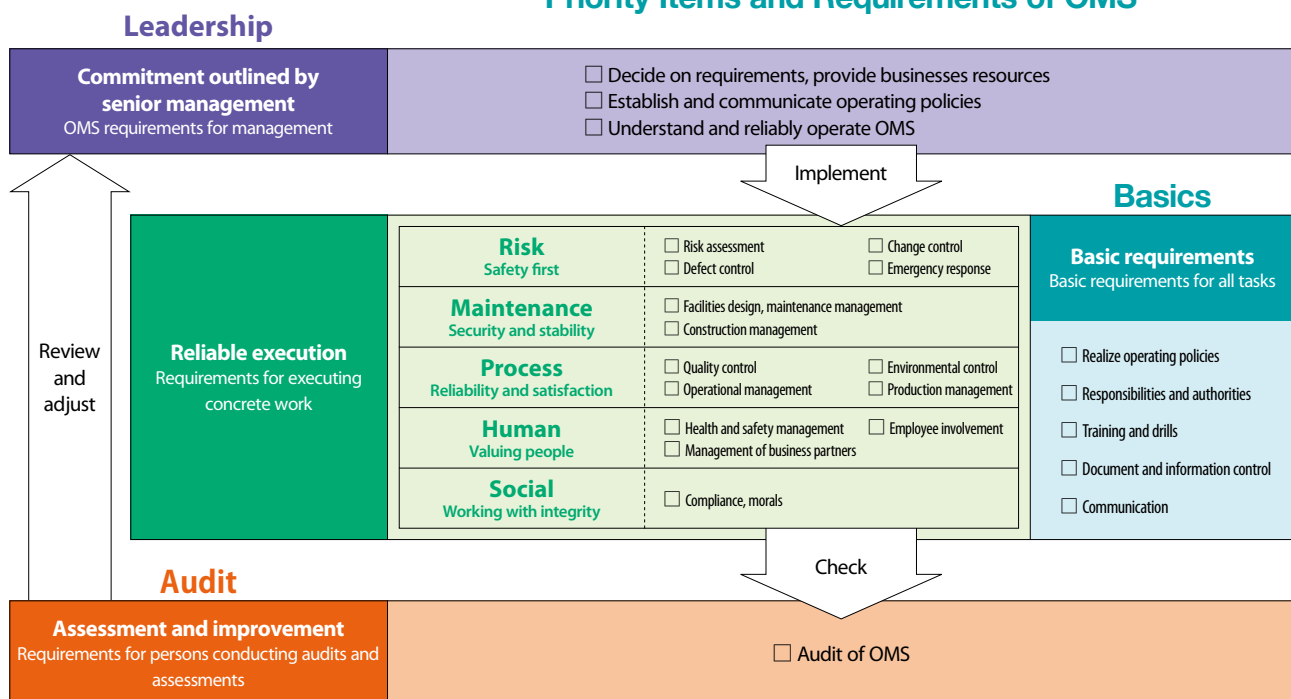 Priority Items and Requirements of OMS
Leadership
Commitment outlined by
senior management
OMS requirements for management
☐ Decide on requirements, provide businesses resources
☐ Establish and communicate operating policies
☐ Understand and reliably operate OMS
Implement
Review
and
adjust
Reliable execution
Requirements for executing
concrete work
Risk
Safety first
☐ Risk assessment
☐ Change control
☐ Defect control
☐ Emergency response
Maintenance
Security and stability
☐ Facilities design, maintenance management
☐ Construction management
Process
Reliability and satisfaction
☐ Quality control
☐ Environmental control
☐ Operational management
☐ Production management
Human
Valuing people
☐ Health and safety management
☐ Employee involvement
☐ Management of business partners
Social
Working with integrity
☐ Compliance, morals
Basics
Basic requirements
Basic requirements for all tasks
☐ Realize operating policies
☐ Responsibilities and authorities
☐ Training and drills
☐ Document and information control
☐ Communication
Check
Audit
Assessment and improvement
Requirements for persons conducting audits and
assessments
☐ Audit of OMS